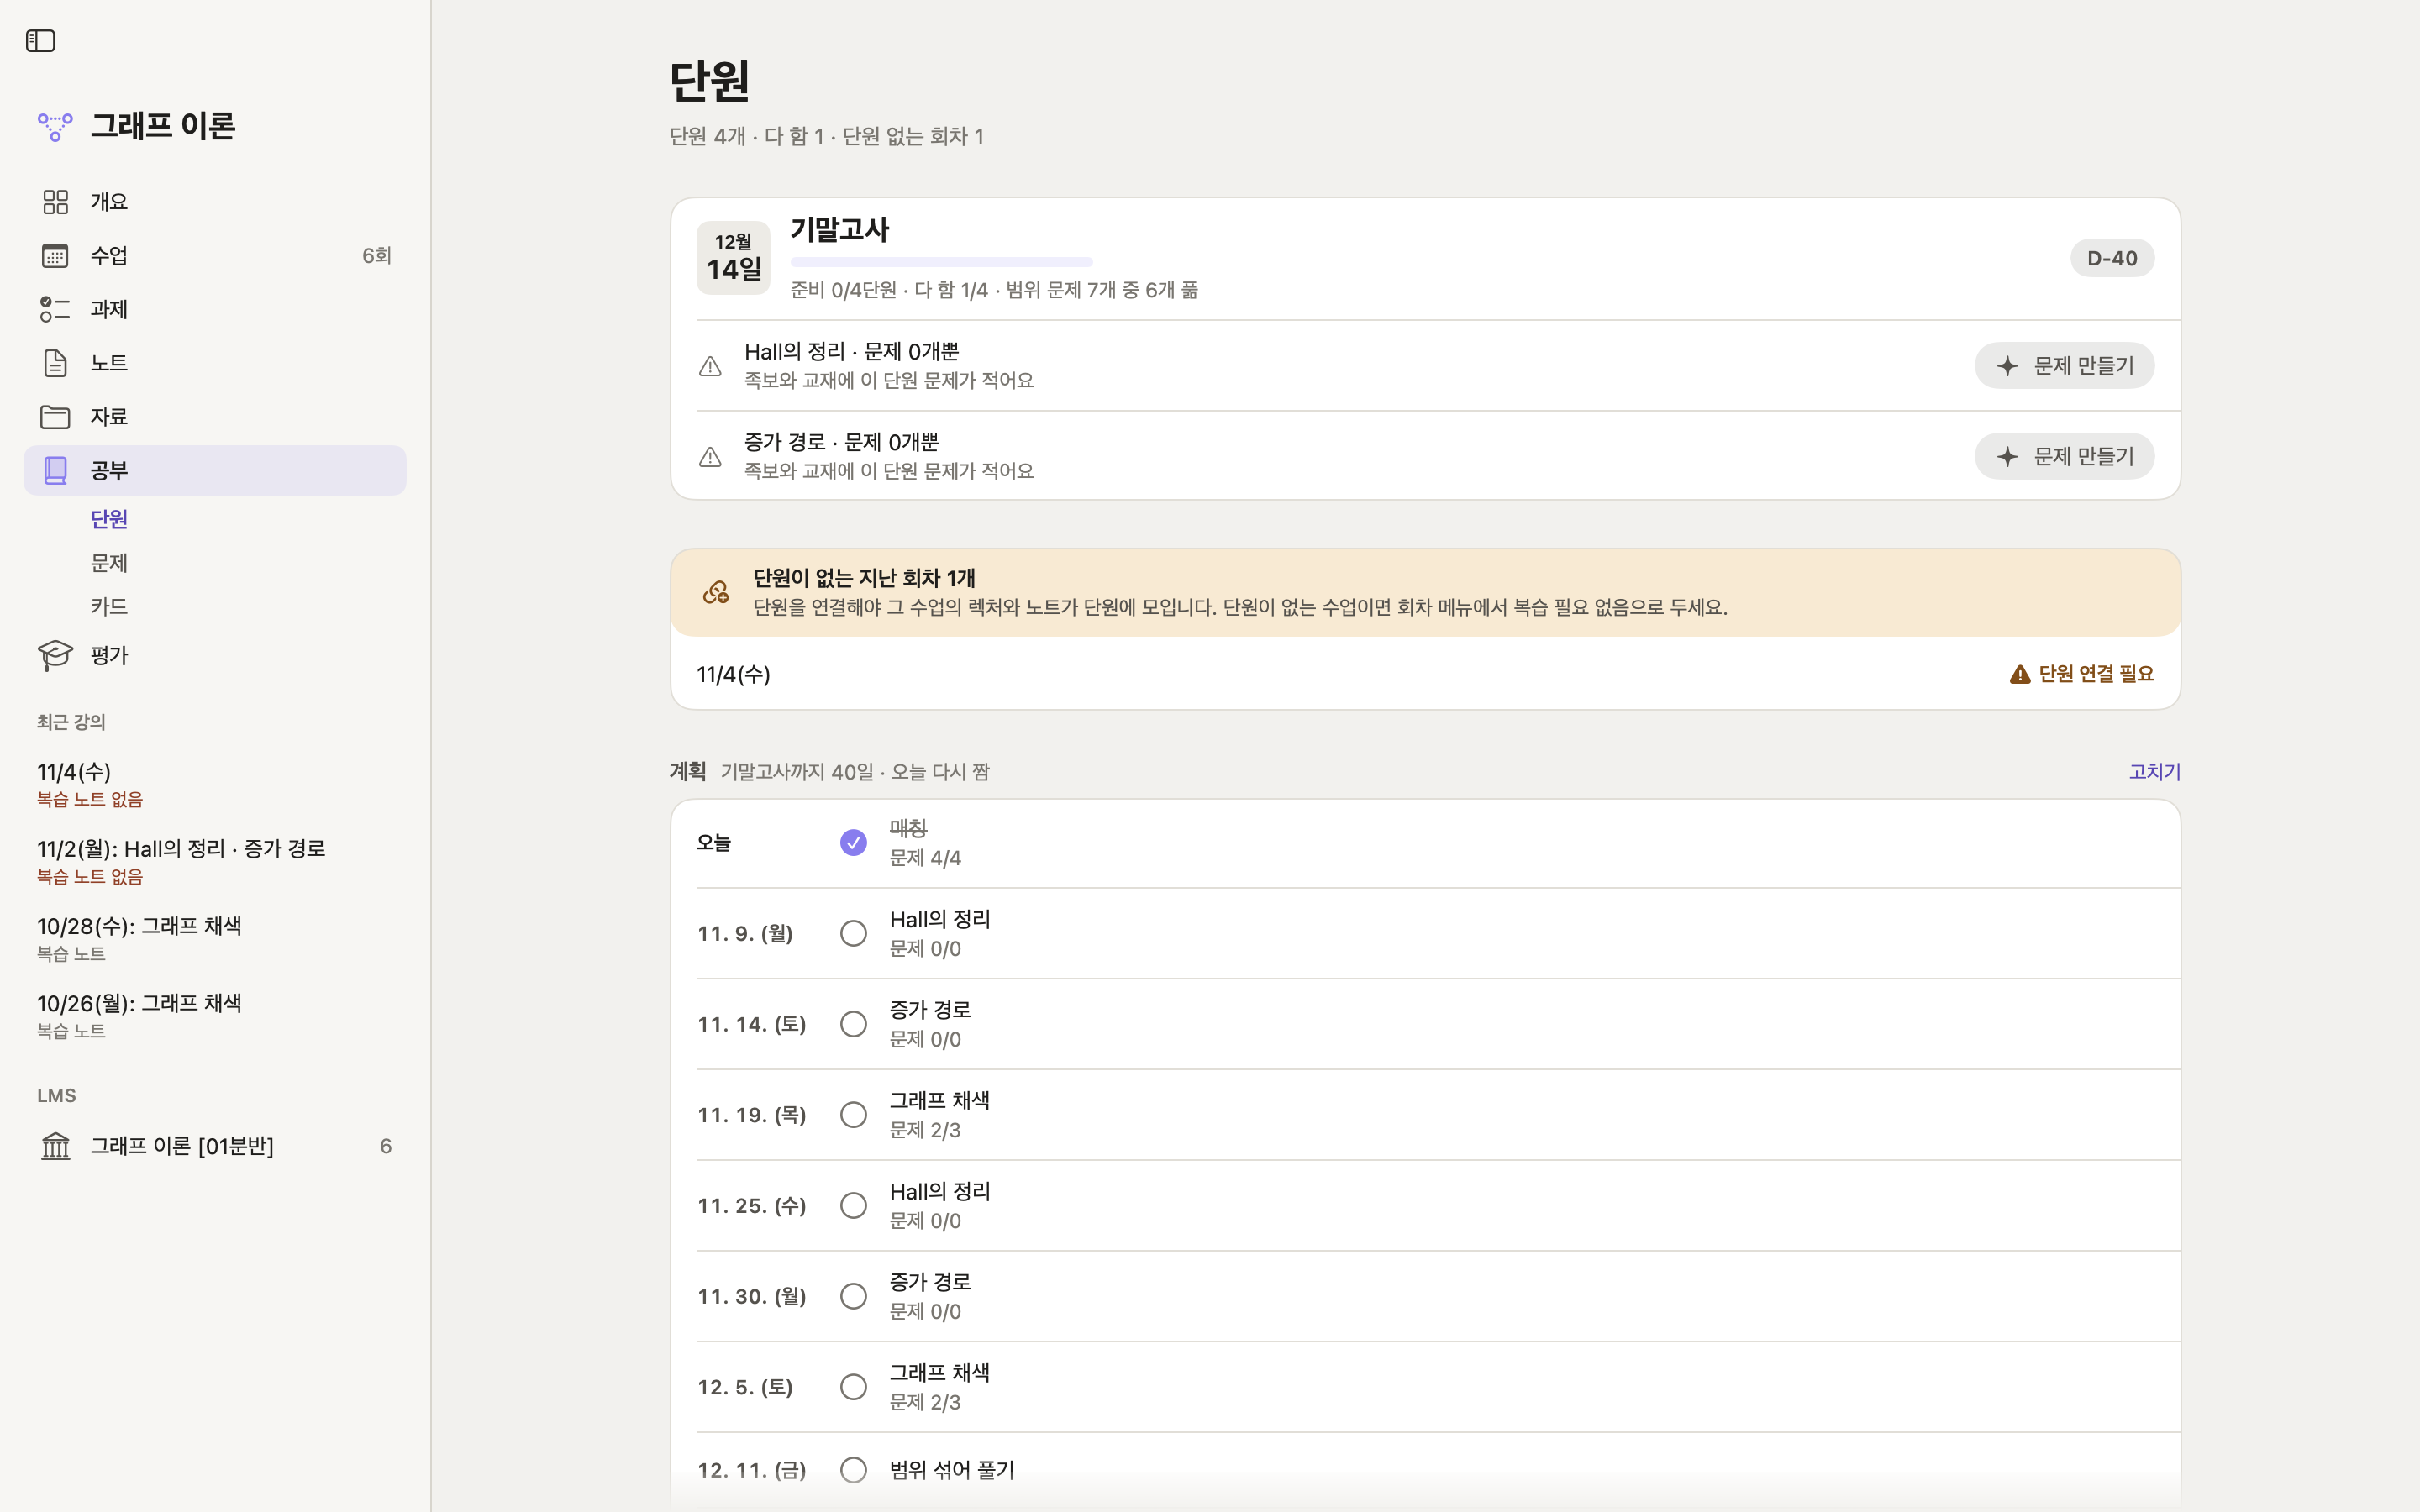 그래프 이론
개요
수업
6회
과제
노트
자료
공부
단원
문제
카드
평가
최근 강의
11/4(수)
복습 노트 없음
11/2(월): Hall의 정리 · 증가 경로
복습 노트 없음
10/28(수): 그래프 채색
복습 노트
10/26(월): 그래프 채색
복습 노트
LMS
그래프 이론 [01분반]
6
단원
단원 4개 · 다 함 1 · 단원 없는 회차 1
12월
14일
기말고사
준비 0/4단원 · 다 함 1/4 · 범위 문제 7개 중 6개 풂
D-40
Hall의 정리 · 문제 0개뿐
족보와 교재에 이 단원 문제가 적어요
문제 만들기
증가 경로 · 문제 0개뿐
족보와 교재에 이 단원 문제가 적어요
문제 만들기
단원이 없는 지난 회차 1개
단원을 연결해야 그 수업의 렉처와 노트가 단원에 모입니다. 단원이 없는 수업이면 회차 메뉴에서 복습 필요 없음으로 두세요.
11/4(수)
단원 연결 필요
계획 기말고사까지 40일 · 오늘 다시 짬
고치기
오늘
매칭
문제 4/4
11. 9. (월)
Hall의 정리
문제 0/0
11. 14. (토)
증가 경로
문제 0/0
11. 19. (목)
그래프 채색
문제 2/3
11. 25. (수)
Hall의 정리
문제 0/0
11. 30. (월)
증가 경로
문제 0/0
12. 5. (토)
그래프 채색
문제 2/3
12. 11. (금)
범위 섞어 풀기